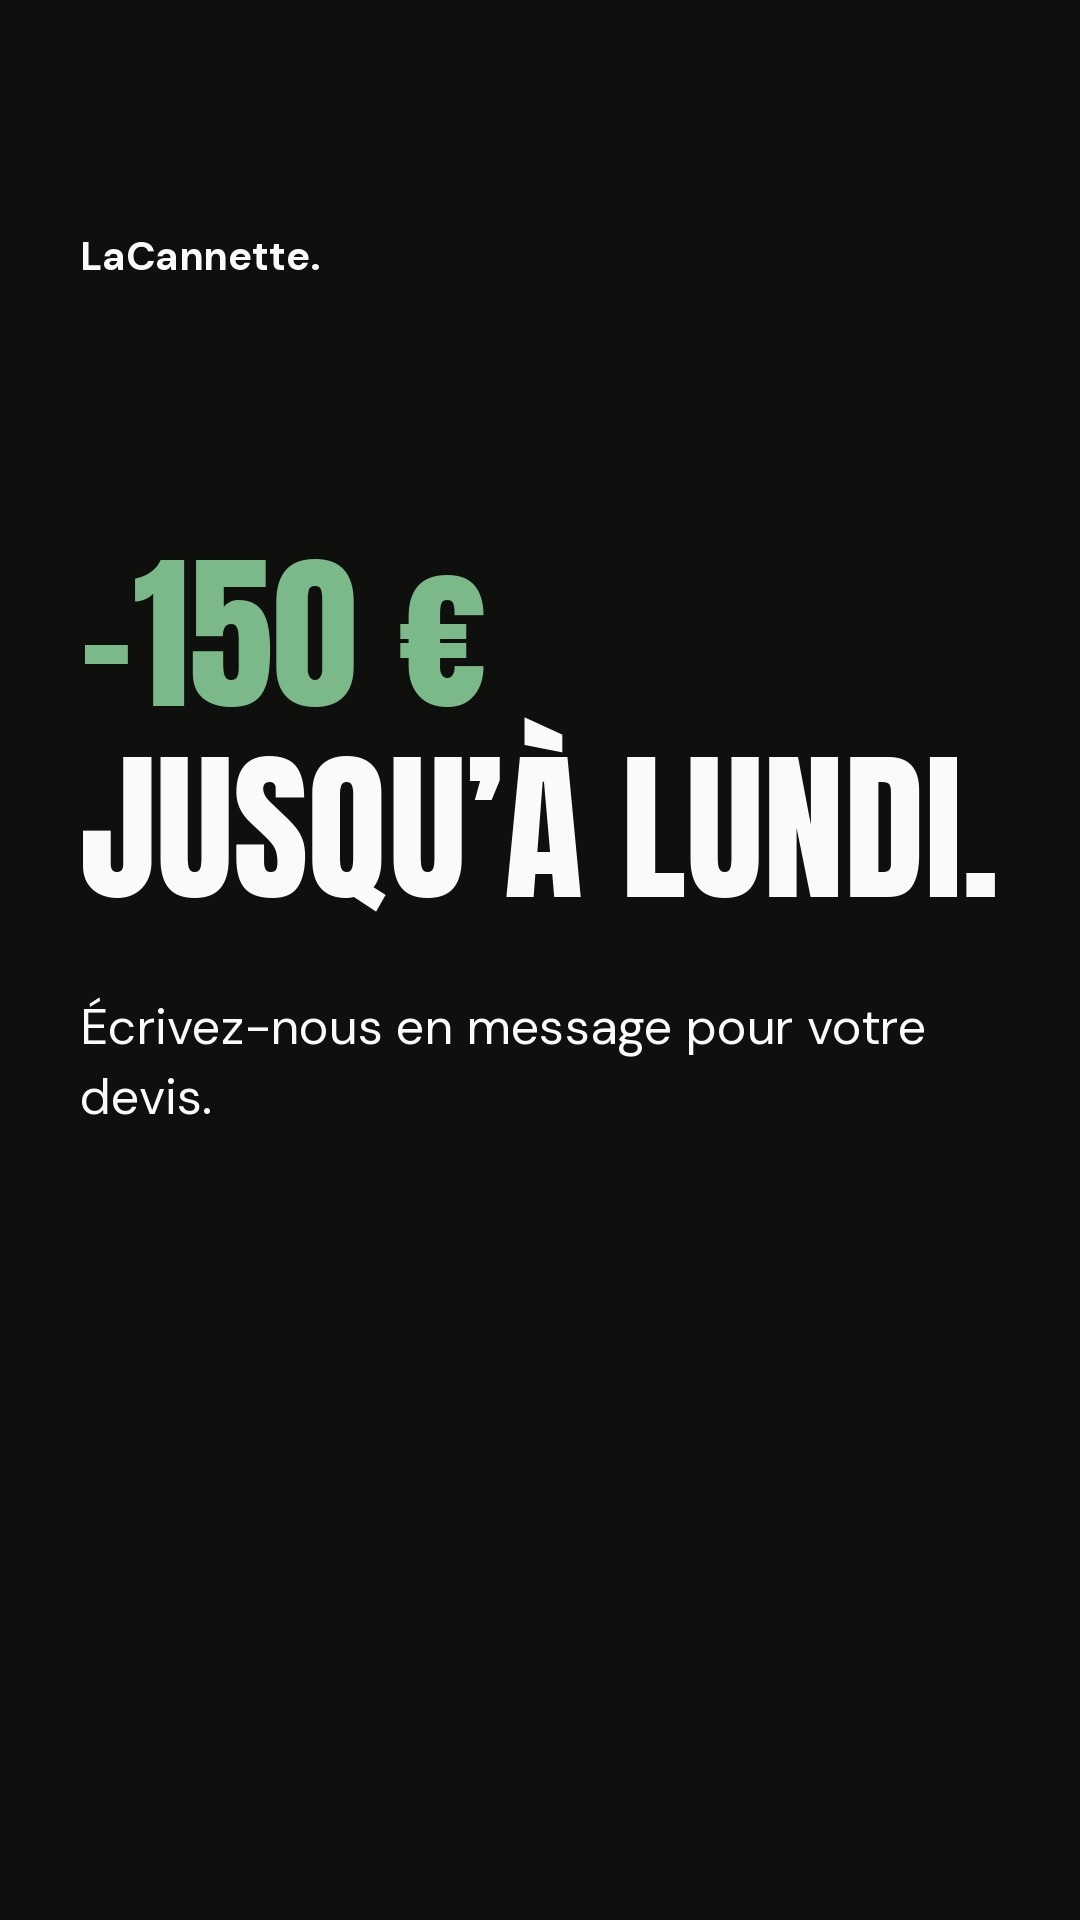 LaCannette.
-150 €
JUSQU’À LUNDI.
Écrivez-nous en message pour votre
devis.